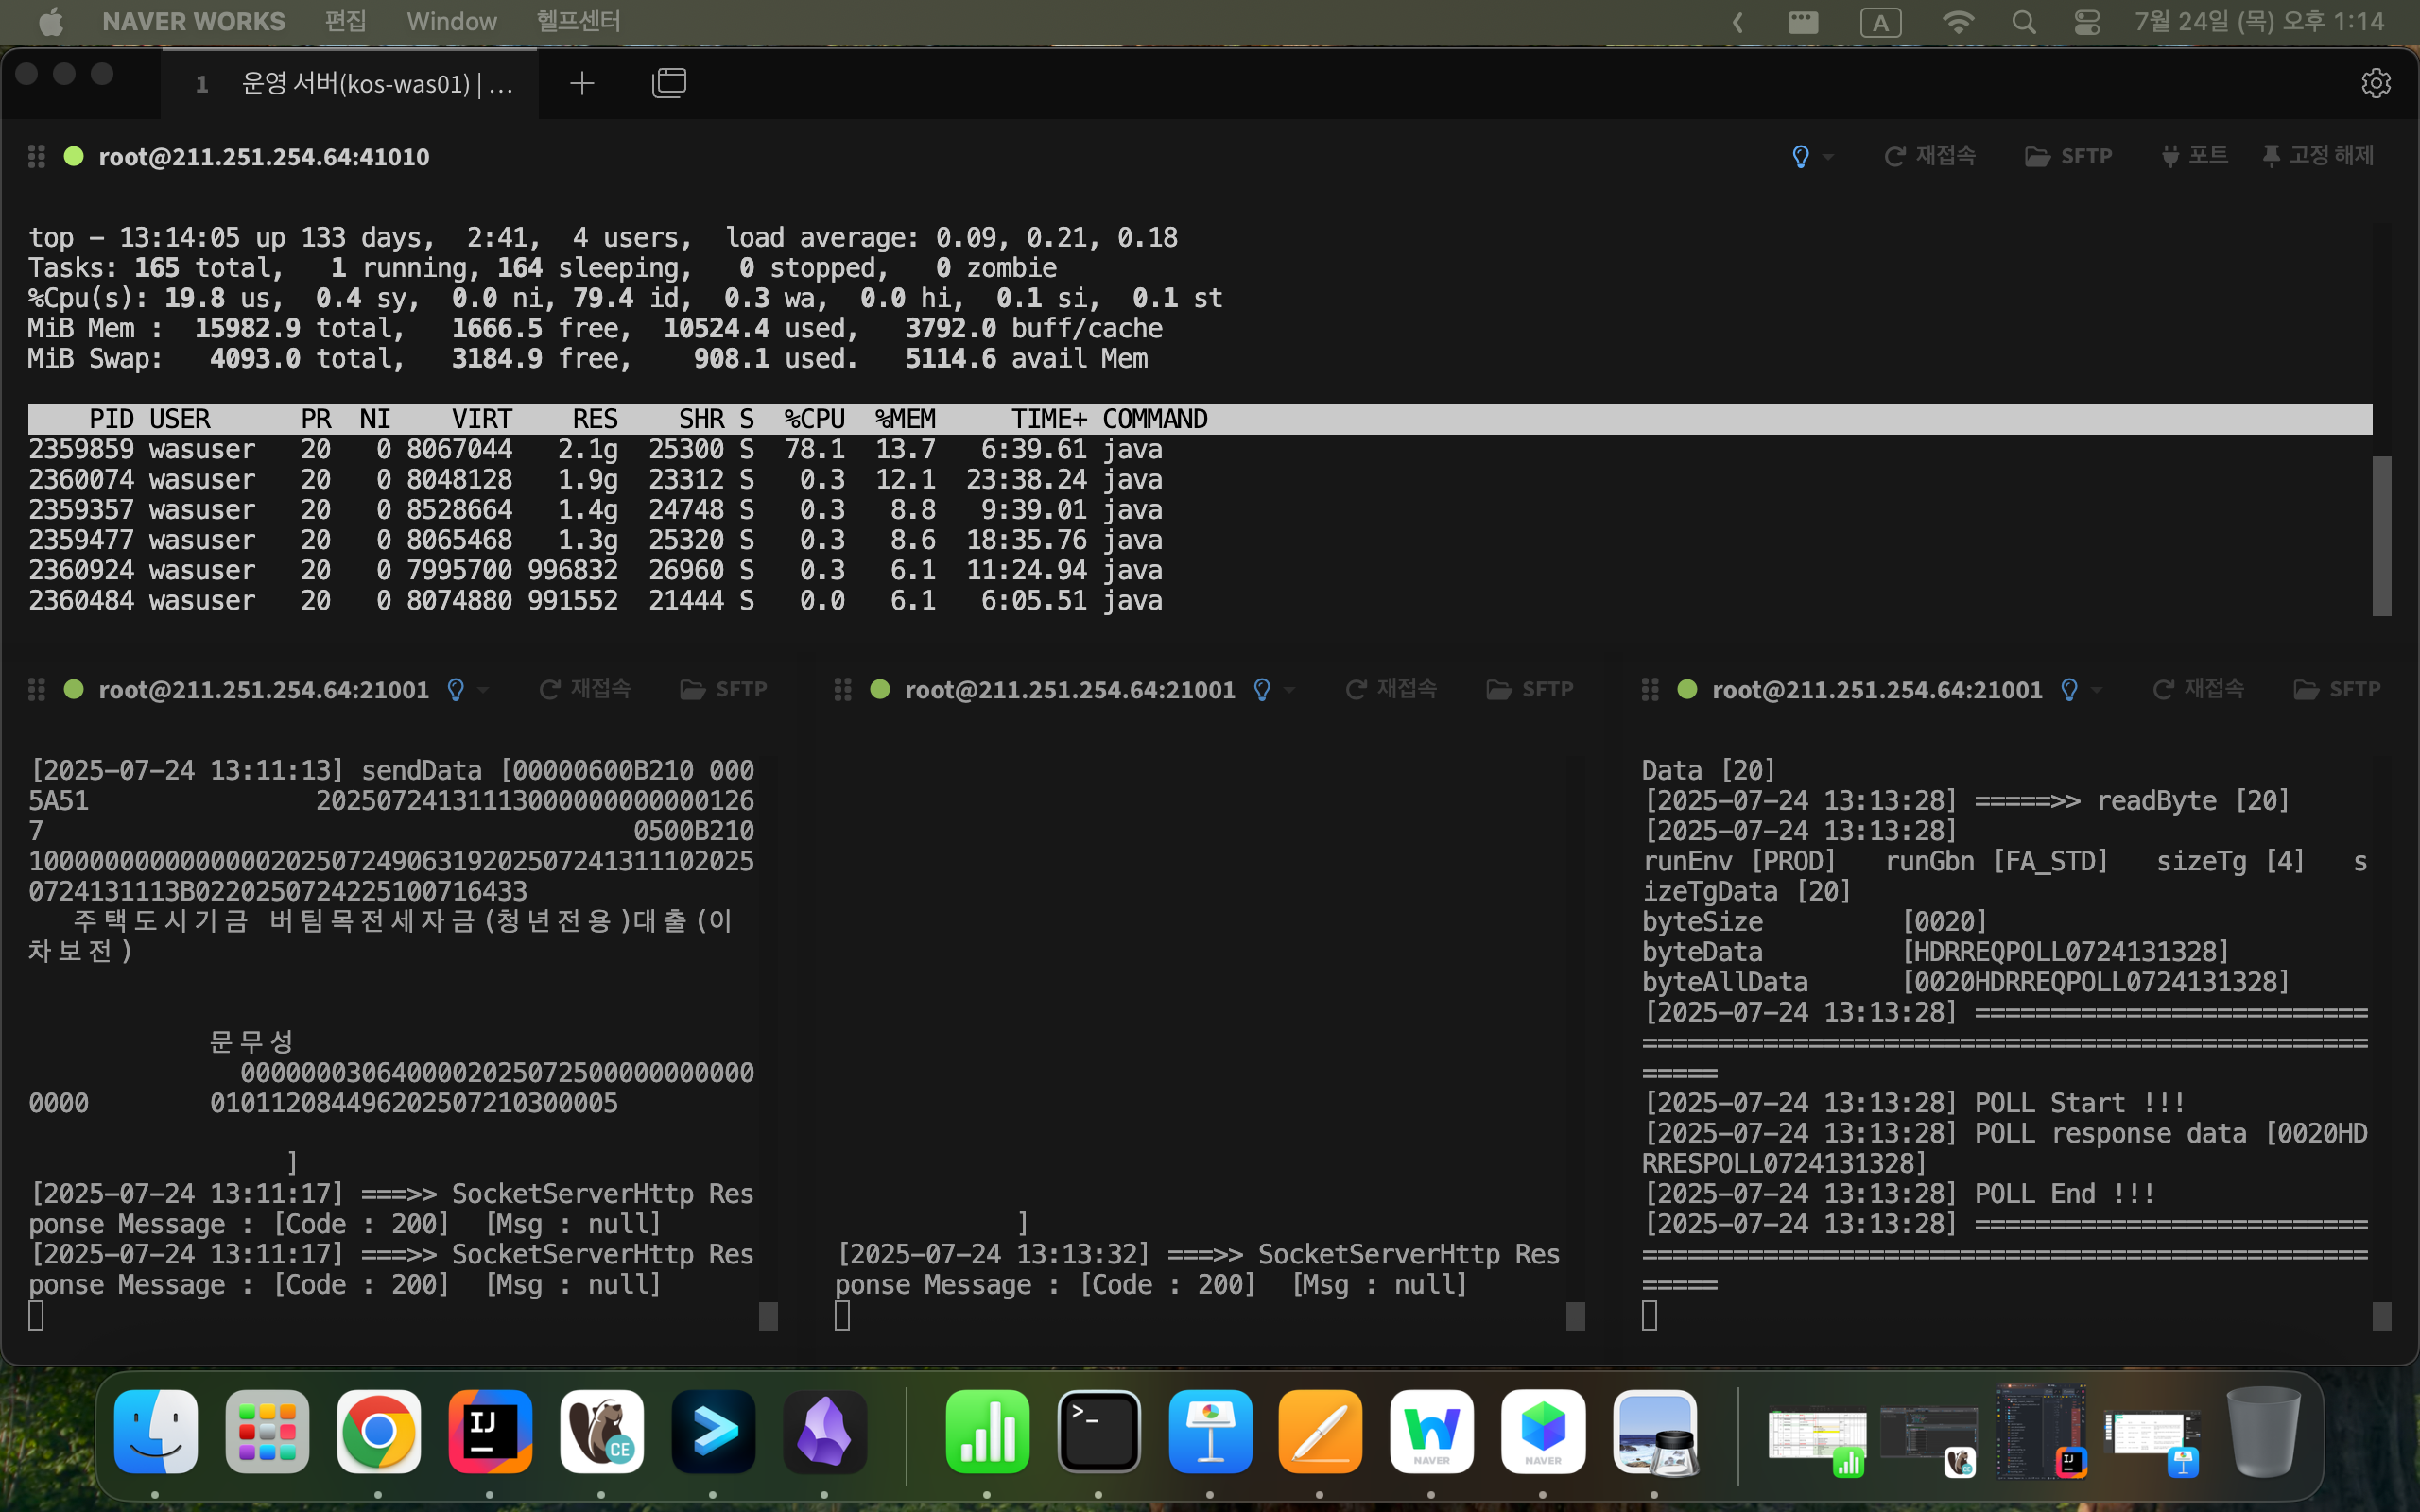 NAVER WORKS 편집 Window 헬프센터 A 7월 24일 (목) 오후 1:14
1 운영 서버(kos-was01) | ...
root@211.251.254.64:41010 재접속 SFTP 포트 고정 해제
top - 13:14:05 up 133 days,  2:41,  4 users,  load average: 0.09, 0.21, 0.18
Tasks: 165 total,   1 running, 164 sleeping,   0 stopped,   0 zombie
%Cpu(s): 19.8 us,  0.4 sy,  0.0 ni, 79.4 id,  0.3 wa,  0.0 hi,  0.1 si,  0.1 st
MiB Mem :  15982.9 total,   1666.5 free,  10524.4 used,   3792.0 buff/cache
MiB Swap:   4093.0 total,   3184.9 free,    908.1 used.   5114.6 avail Mem
PID USER      PR  NI    VIRT    RES    SHR S  %CPU  %MEM     TIME+ COMMAND
2359859 wasuser   20   0 8067044   2.1g  25300 S  78.1  13.7   6:39.61 java
2360074 wasuser   20   0 8048128   1.9g  23312 S   0.3  12.1  23:38.24 java
2359357 wasuser   20   0 8528664   1.4g  24748 S   0.3   8.8   9:39.01 java
2359477 wasuser   20   0 8065468   1.3g  25320 S   0.3   8.6  18:35.76 java
2360924 wasuser   20   0 7995700 996832  26960 S   0.3   6.1  11:24.94 java
2360484 wasuser   20   0 8074880 991552  21444 S   0.0   6.1   6:05.51 java
root@211.251.254.64:21001 재접속 SFTP
[2025-07-24 13:11:13] sendData [00000600B210 000
5A51               20250724131113000000000000126
7                                       0500B210
100000000000000020250724906319202507241311102025
0724131113B0220250724225100716433
주택도시기금 버팀목전세자금(청년전용)대출(이
차보전)
문무성
0000000306400002025072500000000000
0000        010112084496202507210300005
]
[2025-07-24 13:11:17] ===>> SocketServerHttp Res
ponse Message : [Code : 200]  [Msg : null]
[2025-07-24 13:11:17] ===>> SocketServerHttp Res
ponse Message : [Code : 200]  [Msg : null]
root@211.251.254.64:21001 재접속 SFTP
]
[2025-07-24 13:13:32] ===>> SocketServerHttp Res
ponse Message : [Code : 200]  [Msg : null]
root@211.251.254.64:21001 재접속 SFTP
Data [20]
[2025-07-24 13:13:28] =====>> readByte [20]
[2025-07-24 13:13:28]
runEnv [PROD]   runGbn [FA_STD]   sizeTg [4]   s
izeTgData [20]
byteSize         [0020]
byteData         [HDRREQPOLL0724131328]
byteAllData      [0020HDRREQPOLL0724131328]
[2025-07-24 13:13:28] ==========================
================================================
=====
[2025-07-24 13:13:28] POLL Start !!!
[2025-07-24 13:13:28] POLL response data [0020HD
RRESPOLL0724131328]
[2025-07-24 13:13:28] POLL End !!!
[2025-07-24 13:13:28] ==========================
================================================
=====
IJ CE >_ W NAVER NAVER